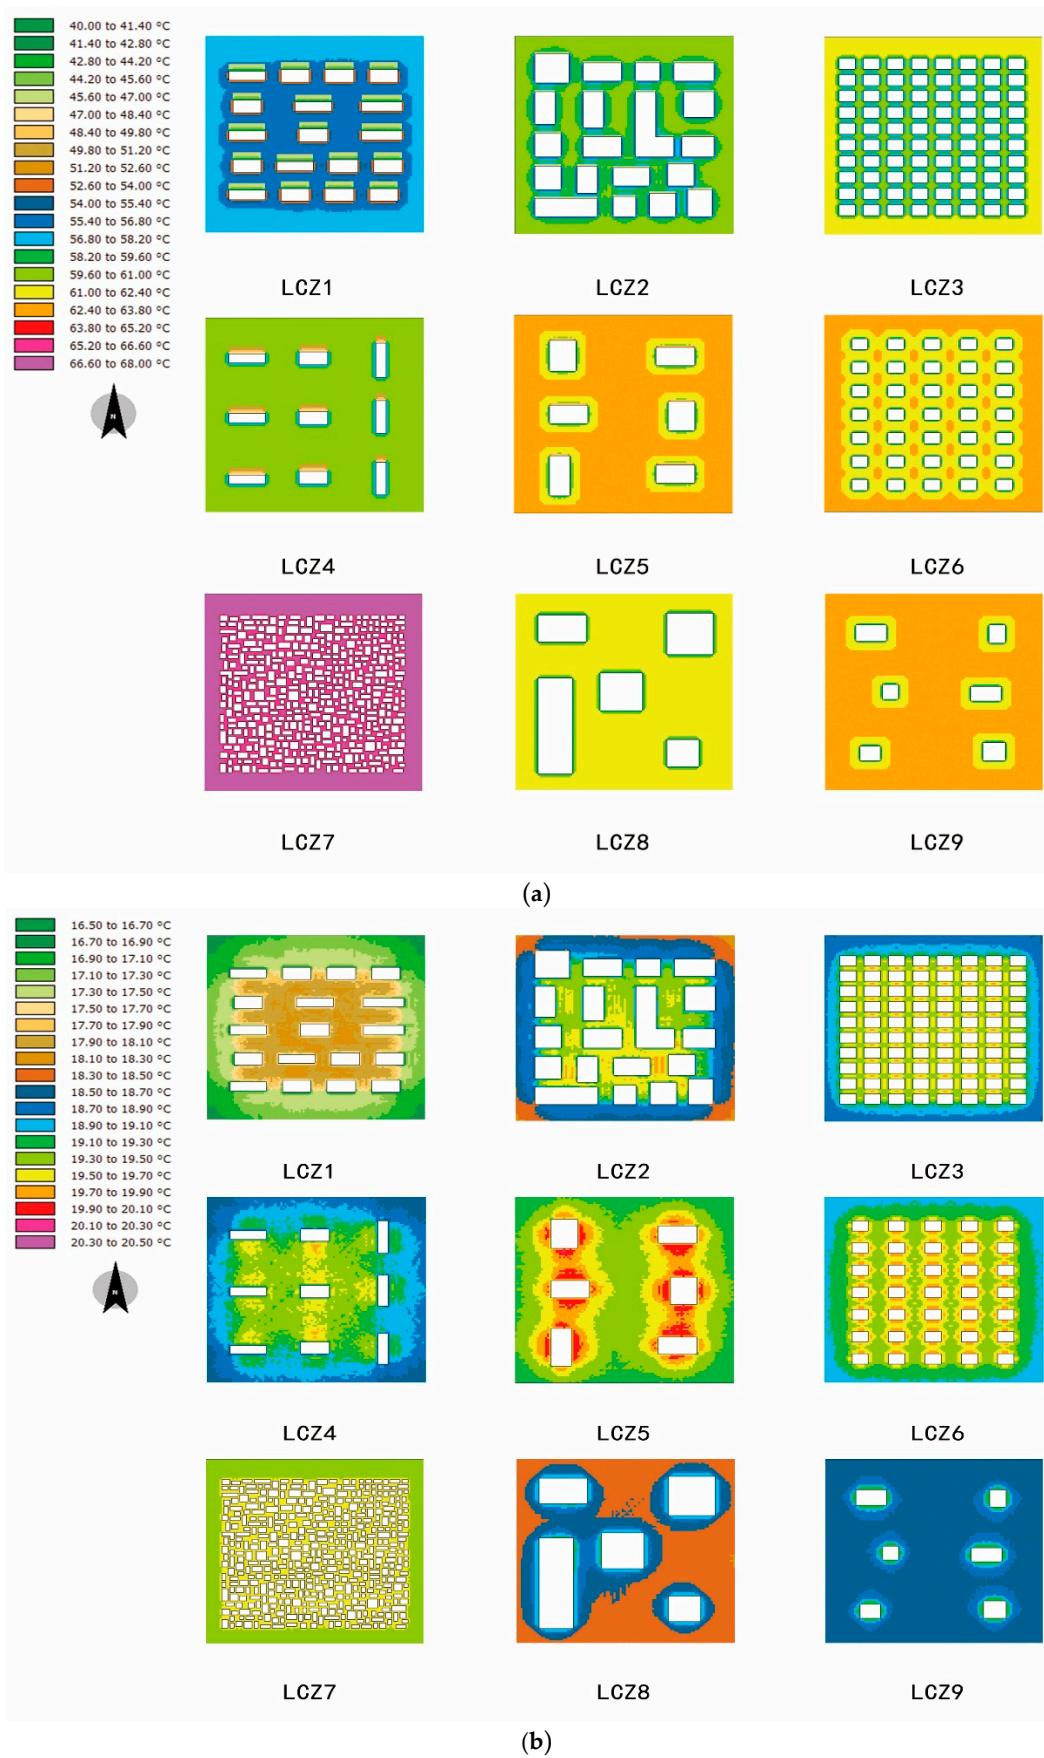 40.00 to 41.40 °C
41.40 to 42.80 °C
42.80 to 44.20 °C
44.20 to 45.60 °C
45.60 to 47.00 °C
47.00 to 48.40 °C
48.40 to 49.80 °C
49.80 to 51.20 °C
51.20 to 52.60 °C
52.60 to 54.00 °C
54.00 to 55.40 °C
55.40 to 56.80 °C
56.80 to 58.20 °C
58.20 to 59.60 °C
59.60 to 61.00 °C
61.00 to 62.40 °C
62.40 to 63.80 °C
63.80 to 65.20 °C
65.20 to 66.60 °C
66.60 to 68.00 °C
N
LCZ1 LCZ2 LCZ3
LCZ4 LCZ5 LCZ6
LCZ7 LCZ8 LCZ9
(a)
16.50 to 16.70 °C
16.70 to 16.90 °C
16.90 to 17.10 °C
17.10 to 17.30 °C
17.30 to 17.50 °C
17.50 to 17.70 °C
17.70 to 17.90 °C
17.90 to 18.10 °C
18.10 to 18.30 °C
18.30 to 18.50 °C
18.50 to 18.70 °C
18.70 to 18.90 °C
18.90 to 19.10 °C
19.10 to 19.30 °C
19.30 to 19.50 °C
19.50 to 19.70 °C
19.70 to 19.90 °C
19.90 to 20.10 °C
20.10 to 20.30 °C
20.30 to 20.50 °C
N
LCZ1 LCZ2 LCZ3
LCZ4 LCZ5 LCZ6
LCZ7 LCZ8 LCZ9
(b)